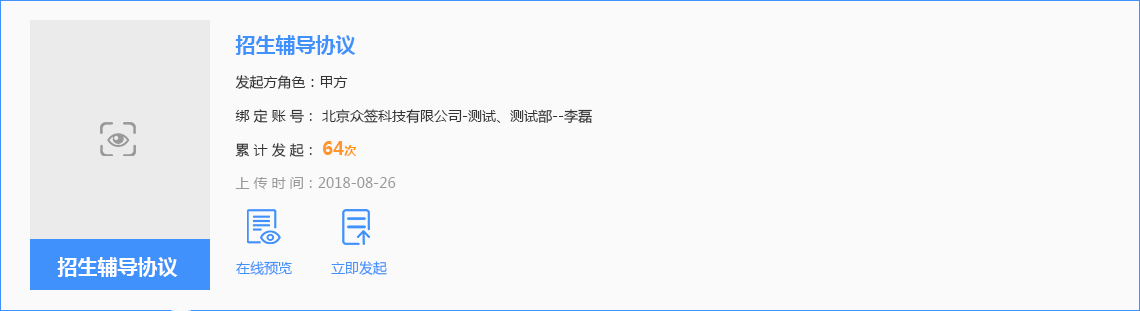 招生辅导协议
发起方角色：甲方
绑 定 账 号： 北京众签科技有限公司-测试、测试部--李磊
累 计 发 起： 64次
上 传 时 间：2018-08-26
在线预览
立即发起
招生辅导协议